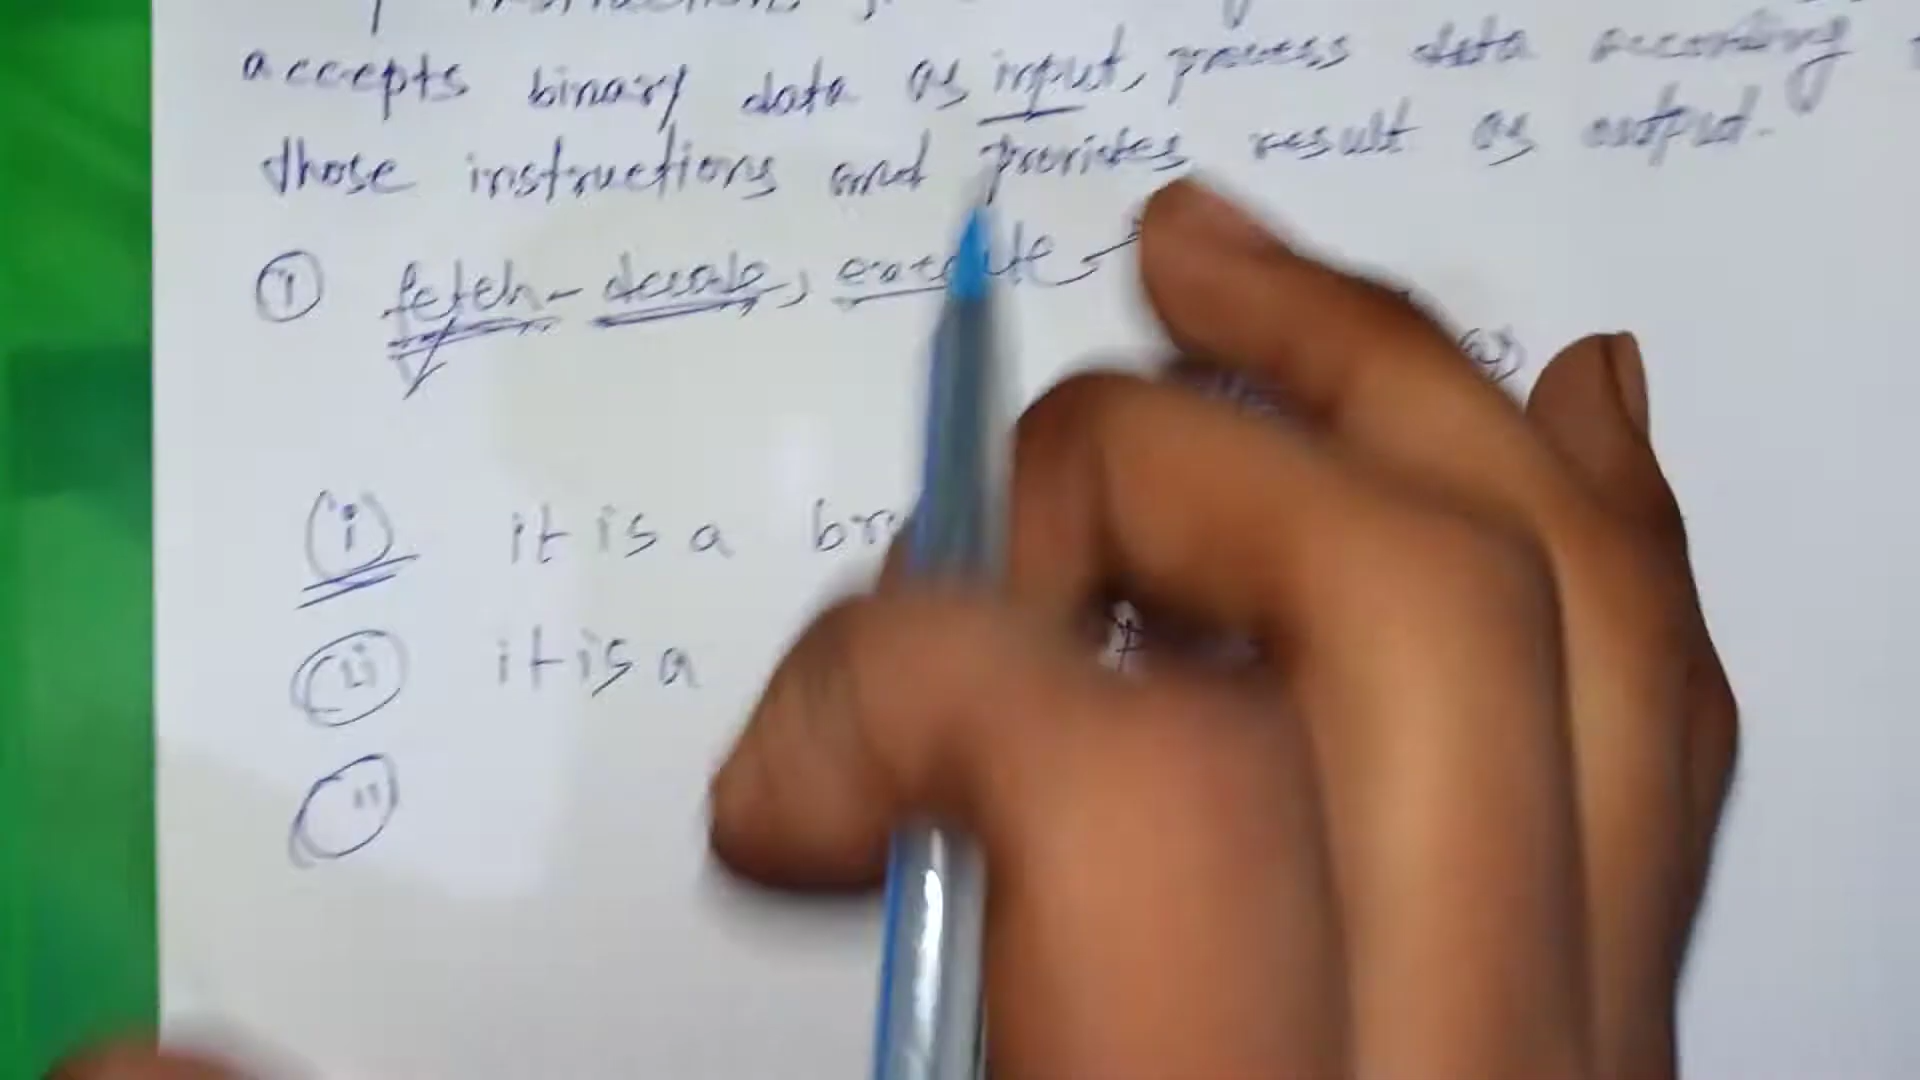 instructions
accepts binary data as input, process data according
those instructions and provides result as output.
① fetch - decode, execute
(i) it is a
(ii) it is a